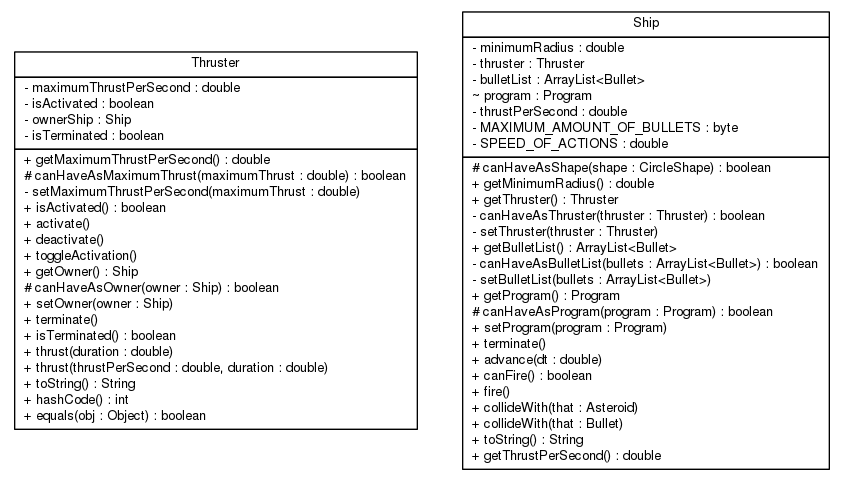 Thruster
- maximumThrustPerSecond : double
- isActivated : boolean
- ownerShip : Ship
- isTerminated : boolean
+ getMaximumThrustPerSecond() : double
# canHaveAsMaximumThrust(maximumThrust : double) : boolean
- setMaximumThrustPerSecond(maximumThrust : double)
+ isActivated() : boolean
+ activate()
+ deactivate()
+ toggleActivation()
+ getOwner() : Ship
# canHaveAsOwner(owner : Ship) : boolean
+ setOwner(owner : Ship)
+ terminate()
+ isTerminated() : boolean
+ thrust(duration : double)
+ thrust(thrustPerSecond : double, duration : double)
+ toString() : String
+ hashCode() : int
+ equals(obj : Object) : boolean
Ship
- minimumRadius : double
- thruster : Thruster
- bulletList : ArrayList<Bullet>
~ program : Program
- thrustPerSecond : double
- MAXIMUM_AMOUNT_OF_BULLETS : byte
- SPEED_OF_ACTIONS : double
# canHaveAsShape(shape : CircleShape) : boolean
+ getMinimumRadius() : double
+ getThruster() : Thruster
- canHaveAsThruster(thruster : Thruster) : boolean
- setThruster(thruster : Thruster)
+ getBulletList() : ArrayList<Bullet>
- canHaveAsBulletList(bullets : ArrayList<Bullet>) : boolean
- setBulletList(bullets : ArrayList<Bullet>)
+ getProgram() : Program
# canHaveAsProgram(program : Program) : boolean
+ setProgram(program : Program)
+ terminate()
+ advance(dt : double)
+ canFire() : boolean
+ fire()
+ collideWith(that : Asteroid)
+ collideWith(that : Bullet)
+ toString() : String
+ getThrustPerSecond() : double